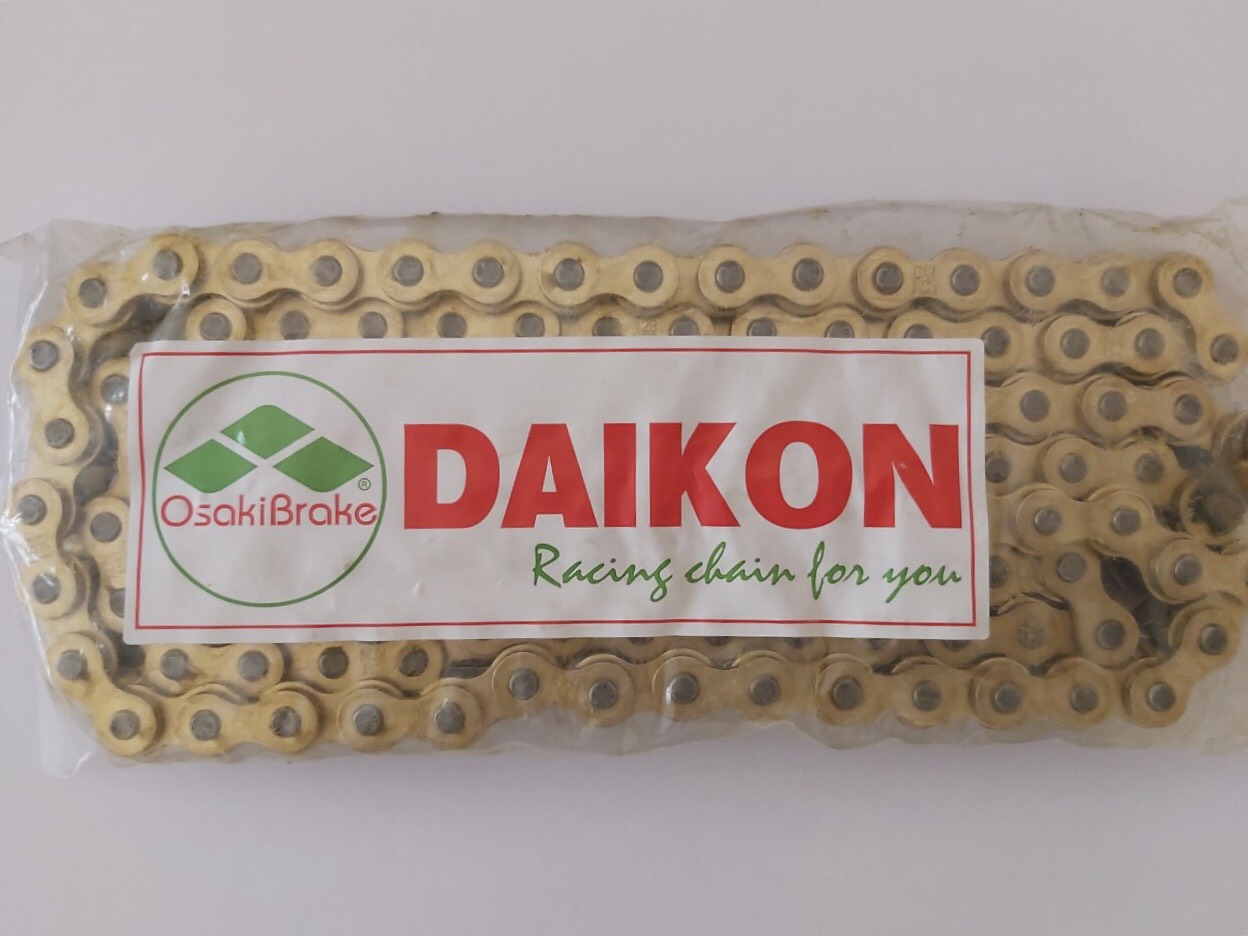 OsakiBrake®
DAIKON
Racing chain for you